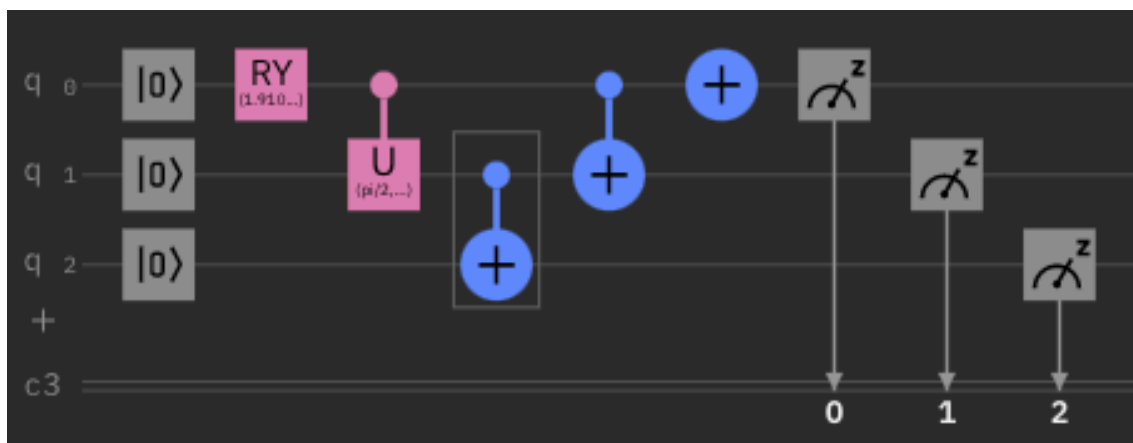 q 0 |0⟩ RY z
(1.910...)
q 1 |0⟩ U z
(pi/2,...)
q 2 |0⟩ + z
+
c3
0 1 2